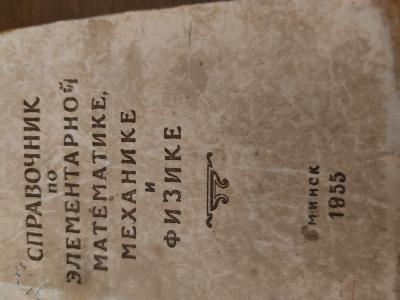 СПРАВОЧНИК
ПО
ЭЛЕМЕНТАРНОЙ
МАТЕМАТИКЕ,
МЕХАНИКЕ
И
ФИЗИКЕ
МИНСК
1955